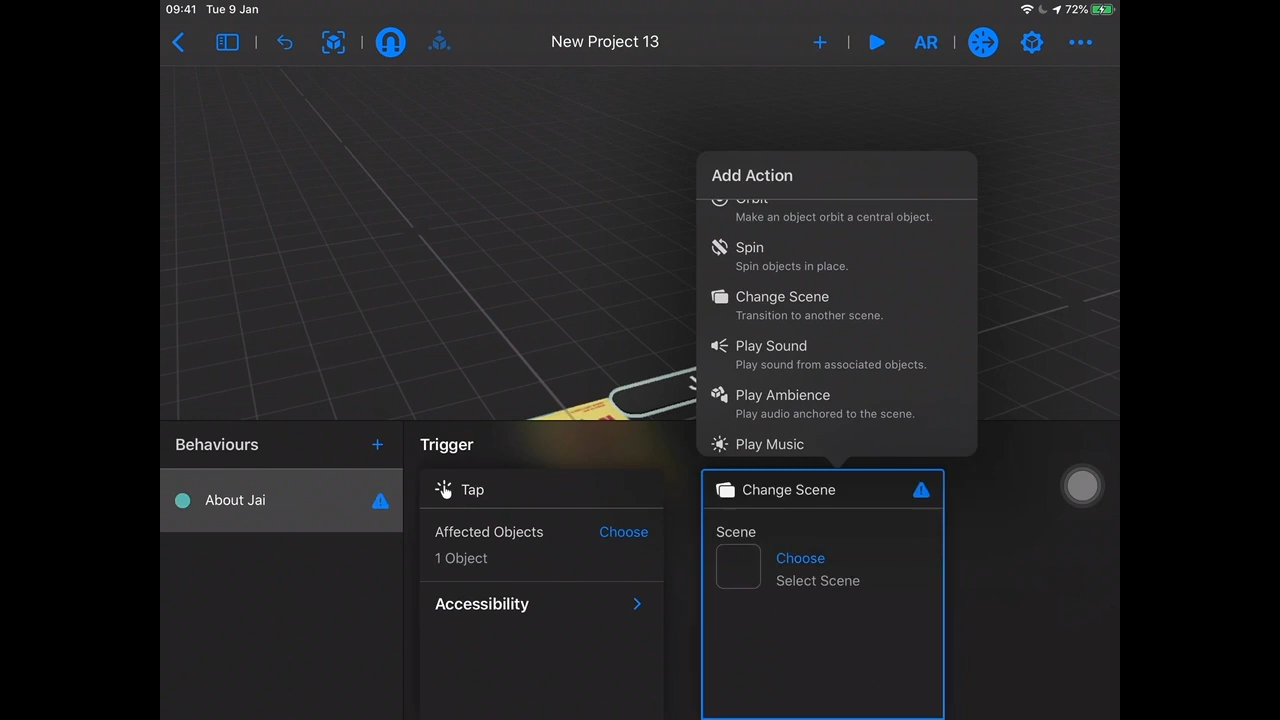 09:41 Tue 9 Jan
72%
New Project 13
AR
Add Action
Orbit
Make an object orbit a central object.
Spin
Spin objects in place.
Change Scene
Transition to another scene.
Play Sound
Play sound from associated objects.
Play Ambience
Play audio anchored to the scene.
Play Music
Behaviours
About Jai
Trigger
Tap
Affected Objects
Choose
1 Object
Accessibility
Change Scene
Scene
Choose
Select Scene